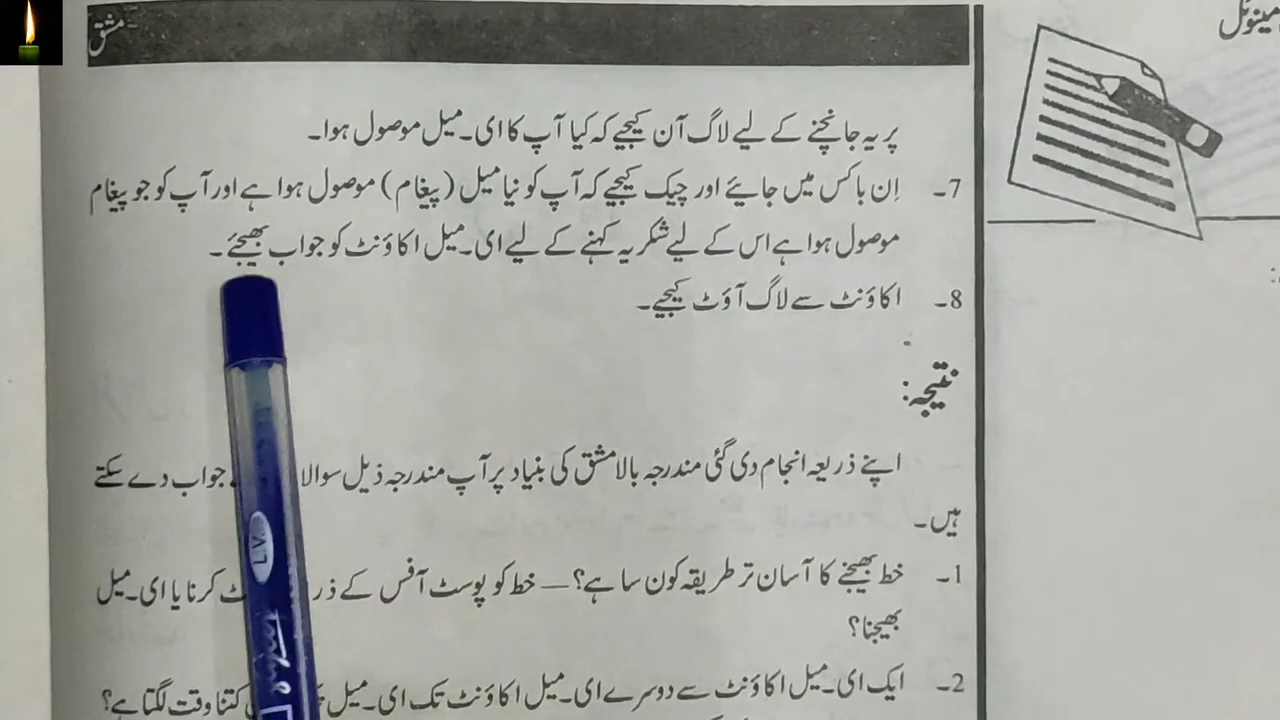 مشق
مینوئل
پر یہ جانچنے کے لیے لاگ آن کیجیے کہ کیا آپ کا ای۔میل موصول ہوا۔
7۔ اِن باکس میں جائیے اور چیک کیجیے کہ آپ کو نیا میل (پیغام) موصول ہوا ہے اور آپ کو جو پیغام
موصول ہوا ہے اس کے لیے شکریہ کہنے کے لیے ای۔میل اکاؤنٹ کو جواب بھیجئے۔
8۔ اکاؤنٹ سے لاگ آؤٹ کیجیے۔
نتیجہ:
اپنے ذریعہ انجام دی گئی مندرجہ بالا مشق کی بنیاد پر آپ مندرجہ ذیل جواب دے سکتے
ہیں۔
1۔ خط بھیجنے کا آسان تر طریقہ کون سا ہے؟ — خط کو پوسٹ آفس کے کرنا یا ای۔میل
بھیجنا؟
2۔ ایک ای۔میل اکاؤنٹ سے دوسرے ای۔میل اکاؤنٹ تک ای۔میل کتنا وقت لگتا ہے؟